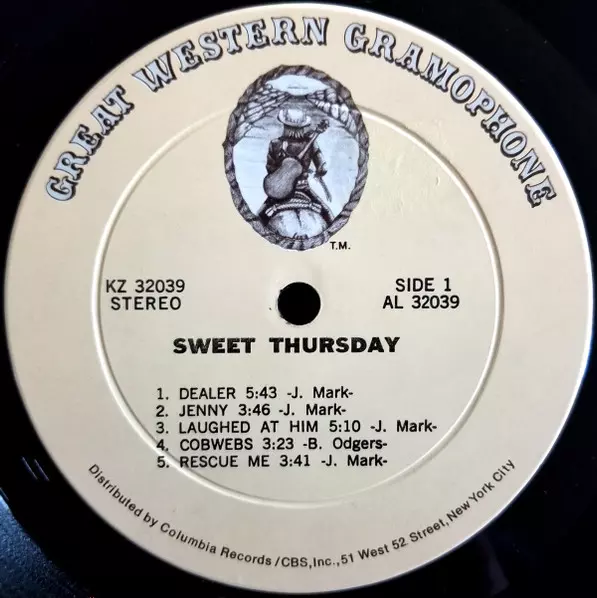 GREAT WESTERN GRAMOPHONE
T.M.
KZ 32039
STEREO
SIDE 1
AL 32039
SWEET THURSDAY
1. DEALER 5:43 -J. Mark-
2. JENNY 3:46 -J. Mark-
3. LAUGHED AT HIM 5:10 -J. Mark-
4. COBWEBS 3:23 -B. Odgers-
5. RESCUE ME 3:41 -J. Mark-
Distributed by Columbia Records/CBS,Inc.,51 West 52 Street, New York City